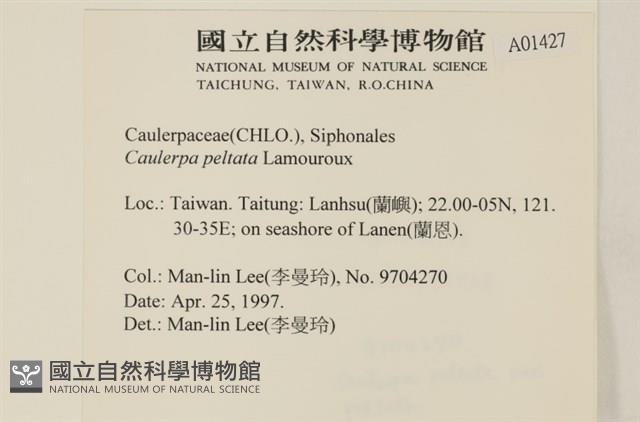 國立自然科學博物館
A01427
NATIONAL MUSEUM OF NATURAL SCIENCE
TAICHUNG, TAIWAN, R.O.CHINA
Caulerpaceae(CHLO.), Siphonales
Caulerpa peltata Lamouroux
Loc.: Taiwan. Taitung: Lanhsu(蘭嶼); 22.00-05N, 121.
30-35E; on seashore of Lanen(蘭恩).
Col.: Man-lin Lee(李曼玲), No. 9704270
Date: Apr. 25, 1997.
Det.: Man-lin Lee(李曼玲)
國立自然科學博物館
NATIONAL MUSEUM OF NATURAL SCIENCE